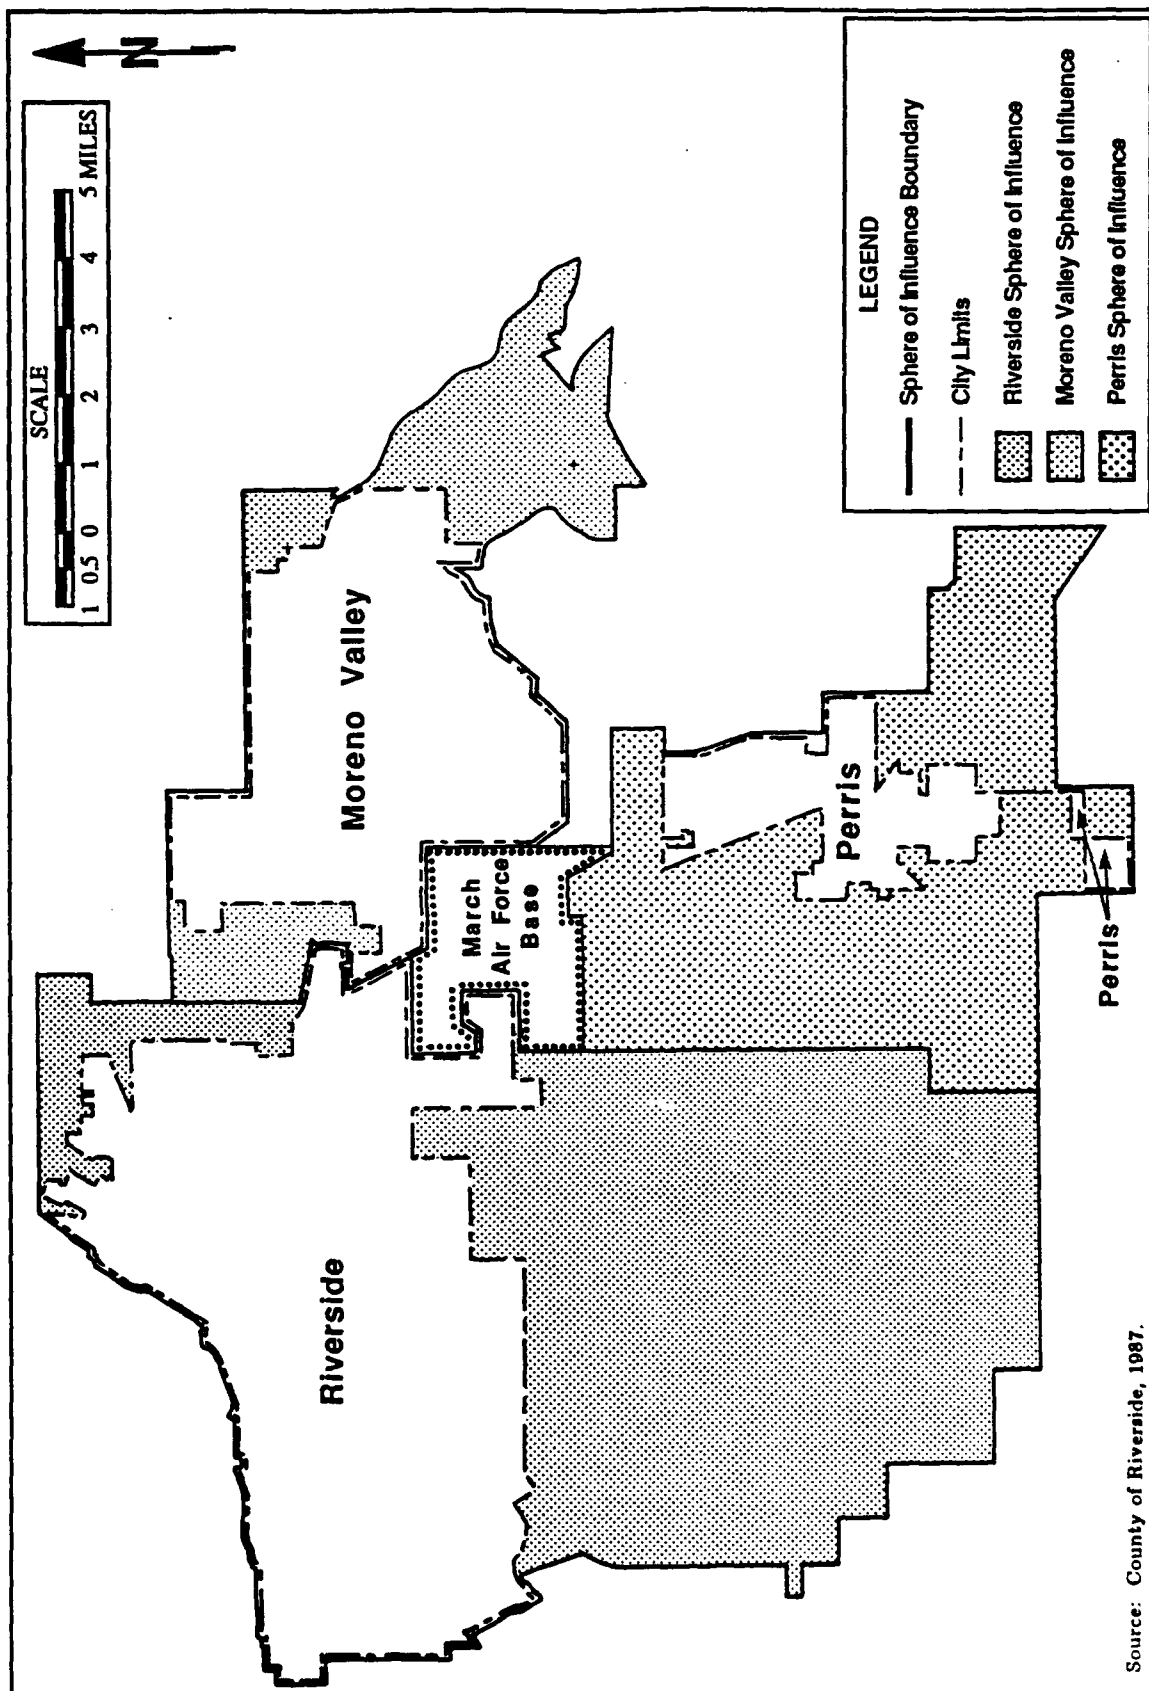 N
SCALE
1 0.5 0 1 2 3 4 5 MILES
Moreno Valley
Riverside
March
Air Force
Base
Perris
Perris
LEGEND
Sphere of Influence Boundary
City Limits
Riverside Sphere of Influence
Moreno Valley Sphere of Influence
Perris Sphere of Influence
Source: County of Riverside, 1987.